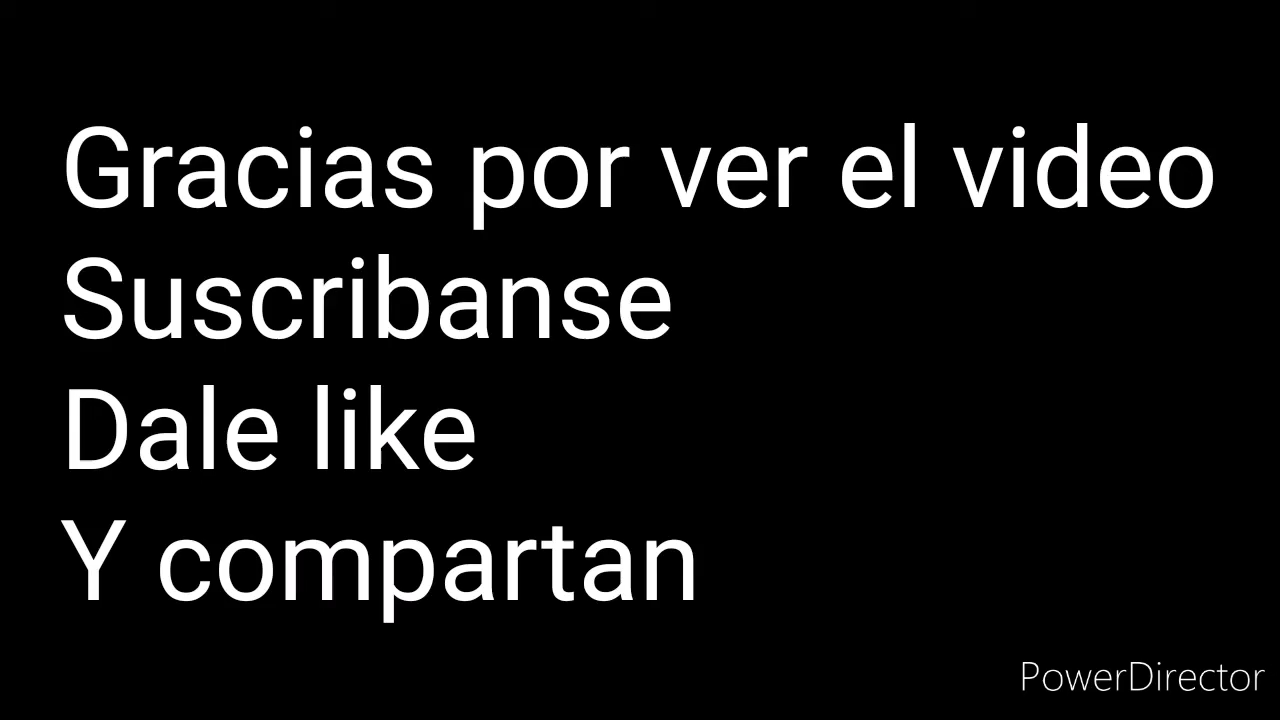 Gracias por ver el video
Suscribanse
Dale like
Y compartan
PowerDirector